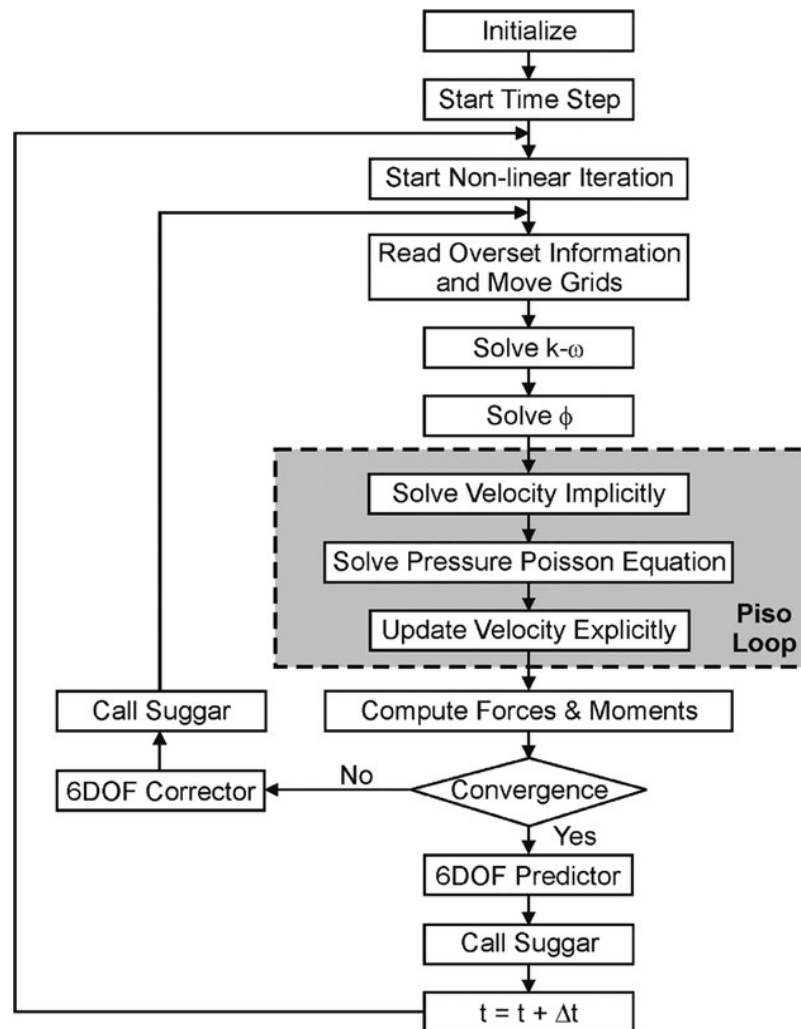 Initialize
Start Time Step
Start Non-linear Iteration
Read Overset Information
and Move Grids
Solve k-ω
Solve ϕ
Solve Velocity Implicitly
Solve Pressure Poisson Equation
Update Velocity Explicitly
Piso
Loop
Compute Forces & Moments
Convergence
No
6DOF Corrector
Call Suggar
Yes
6DOF Predictor
Call Suggar
t = t + Δt